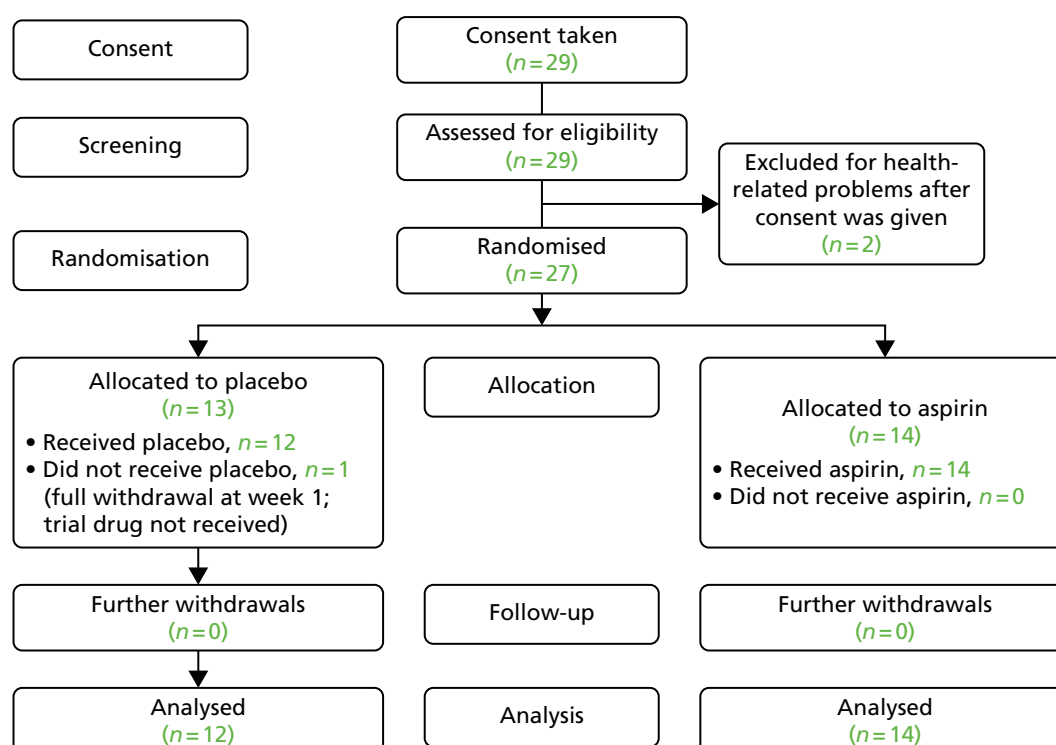 Consent
Consent taken
(n=29)
Screening
Assessed for eligibility
(n=29)
Excluded for health-
related problems after
consent was given
(n=2)
Randomisation
Randomised
(n=27)
Allocated to placebo
(n=13)
• Received placebo, n=12
• Did not receive placebo, n=1
(full withdrawal at week 1;
trial drug not received)
Allocation
Allocated to aspirin
(n=14)
• Received aspirin, n=14
• Did not receive aspirin, n=0
Further withdrawals
(n=0)
Follow-up
Further withdrawals
(n=0)
Analysed
(n=12)
Analysis
Analysed
(n=14)